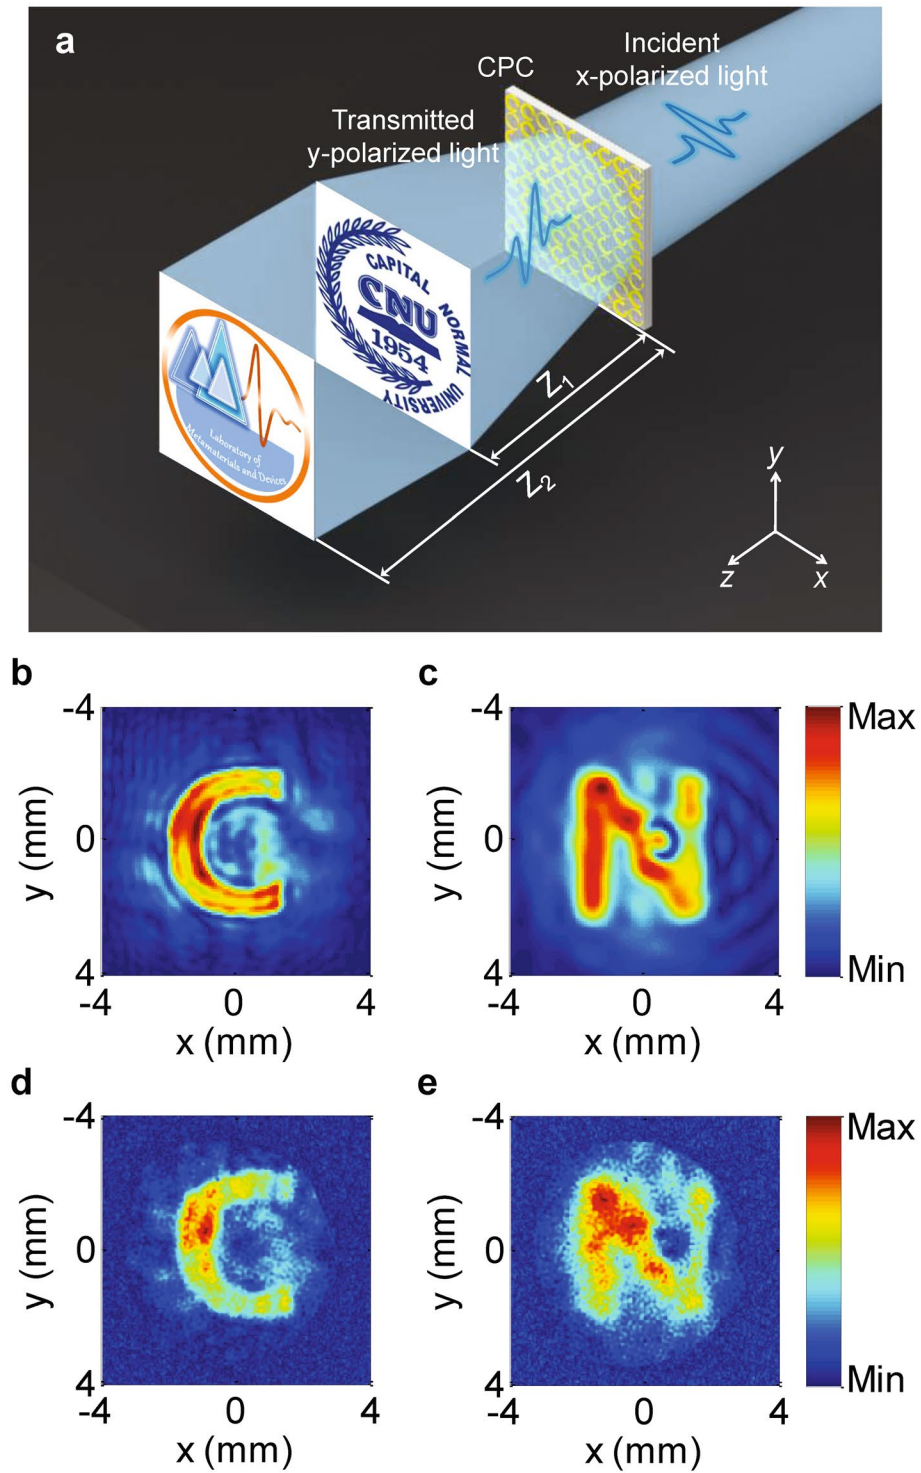 a
Incident
x-polarized light
CPC
Transmitted
y-polarized light
CAPITAL NORMAL UNIVERSITY
CNU
1954
Laboratory of
Metamaterials and Devices
Z1
Z2
y
z
x
b
c
-4
0
4
y (mm)
-4
0
4
x (mm)
C
-4
0
4
y (mm)
-4
0
4
x (mm)
N
Max
Min
d
e
-4
0
4
y (mm)
-4
0
4
x (mm)
C
-4
0
4
y (mm)
-4
0
4
x (mm)
N
Max
Min